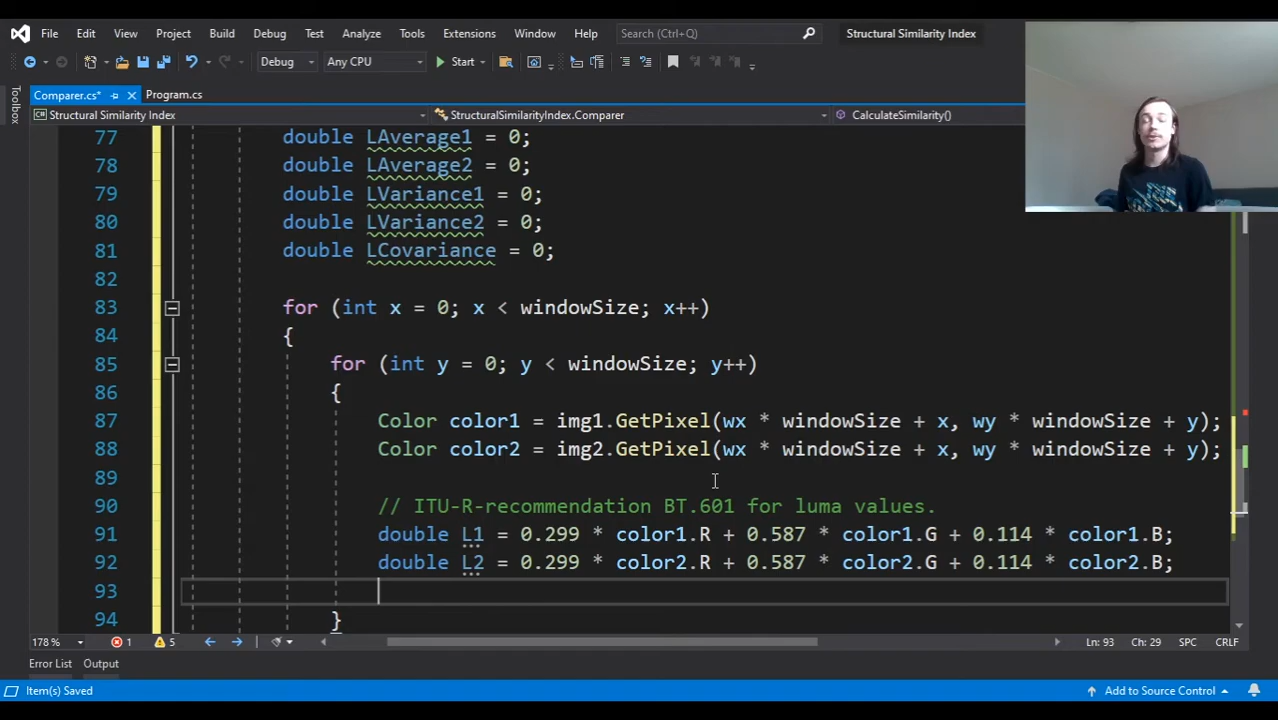 File Edit View Project Build Debug Test Analyze Tools Extensions Window Help Search (Ctrl+Q) Structural Similarity Index
Debug Any CPU Start
Comparer.cs* Program.cs
Structural Similarity Index StructuralSimilarityIndex.Comparer CalculateSimilarity()
Toolbox
77 double LAverage1 = 0;
78 double LAverage2 = 0;
79 double LVariance1 = 0;
80 double LVariance2 = 0;
81 double LCovariance = 0;
82
83 for (int x = 0; x < windowSize; x++)
84 {
85 for (int y = 0; y < windowSize; y++)
86 {
87 Color color1 = img1.GetPixel(wx * windowSize + x, wy * windowSize + y);
88 Color color2 = img2.GetPixel(wx * windowSize + x, wy * windowSize + y);
89
90 // ITU-R-recommendation BT.601 for luma values.
91 double L1 = 0.299 * color1.R + 0.587 * color1.G + 0.114 * color1.B;
92 double L2 = 0.299 * color2.R + 0.587 * color2.G + 0.114 * color2.B;
93
94 }
178 % 1 5 Ln: 93 Ch: 29 SPC CRLF
Error List Output
Item(s) Saved Add to Source Control